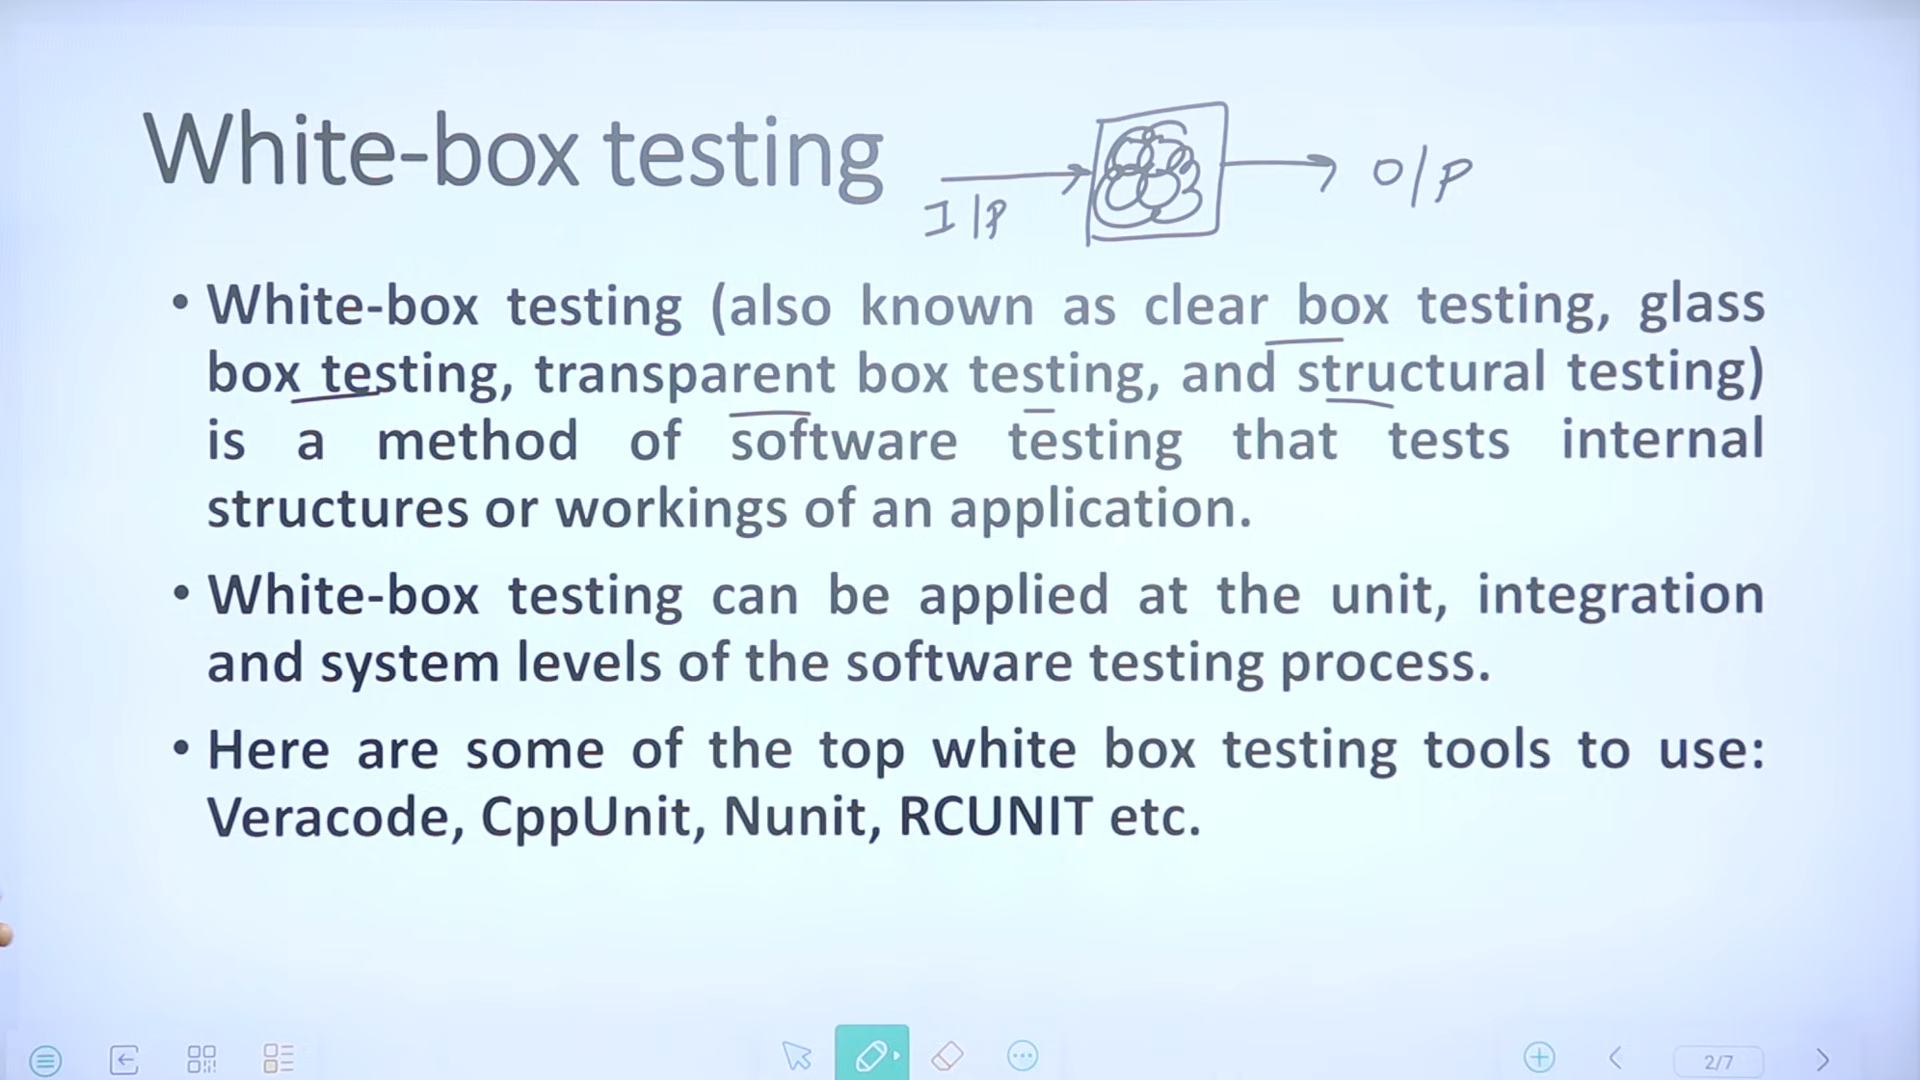 White-box testing
I/P
O/P
• White-box testing (also known as clear box testing, glass
box testing, transparent box testing, and structural testing)
is a method of software testing that tests internal
structures or workings of an application.
• White-box testing can be applied at the unit, integration
and system levels of the software testing process.
• Here are some of the top white box testing tools to use:
Veracode, CppUnit, Nunit, RCUNIT etc.
2/7